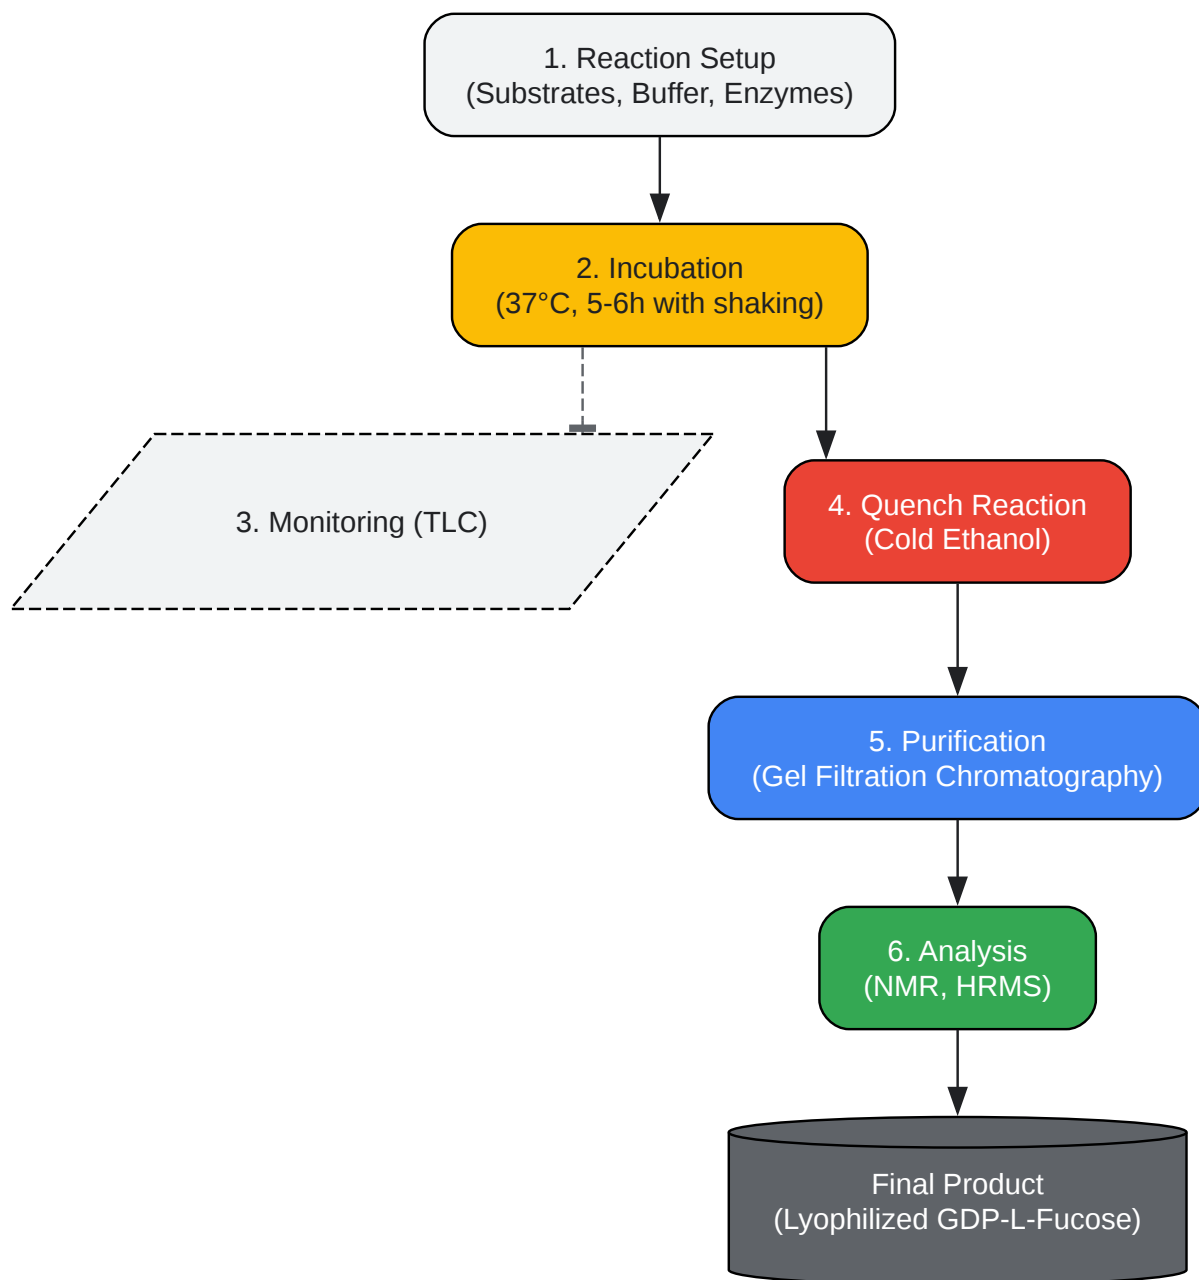 1. Reaction Setup
(Substrates, Buffer, Enzymes)
2. Incubation
(37°C, 5-6h with shaking)
3. Monitoring (TLC)
4. Quench Reaction
(Cold Ethanol)
5. Purification
(Gel Filtration Chromatography)
6. Analysis
(NMR, HRMS)
Final Product
(Lyophilized GDP-L-Fucose)